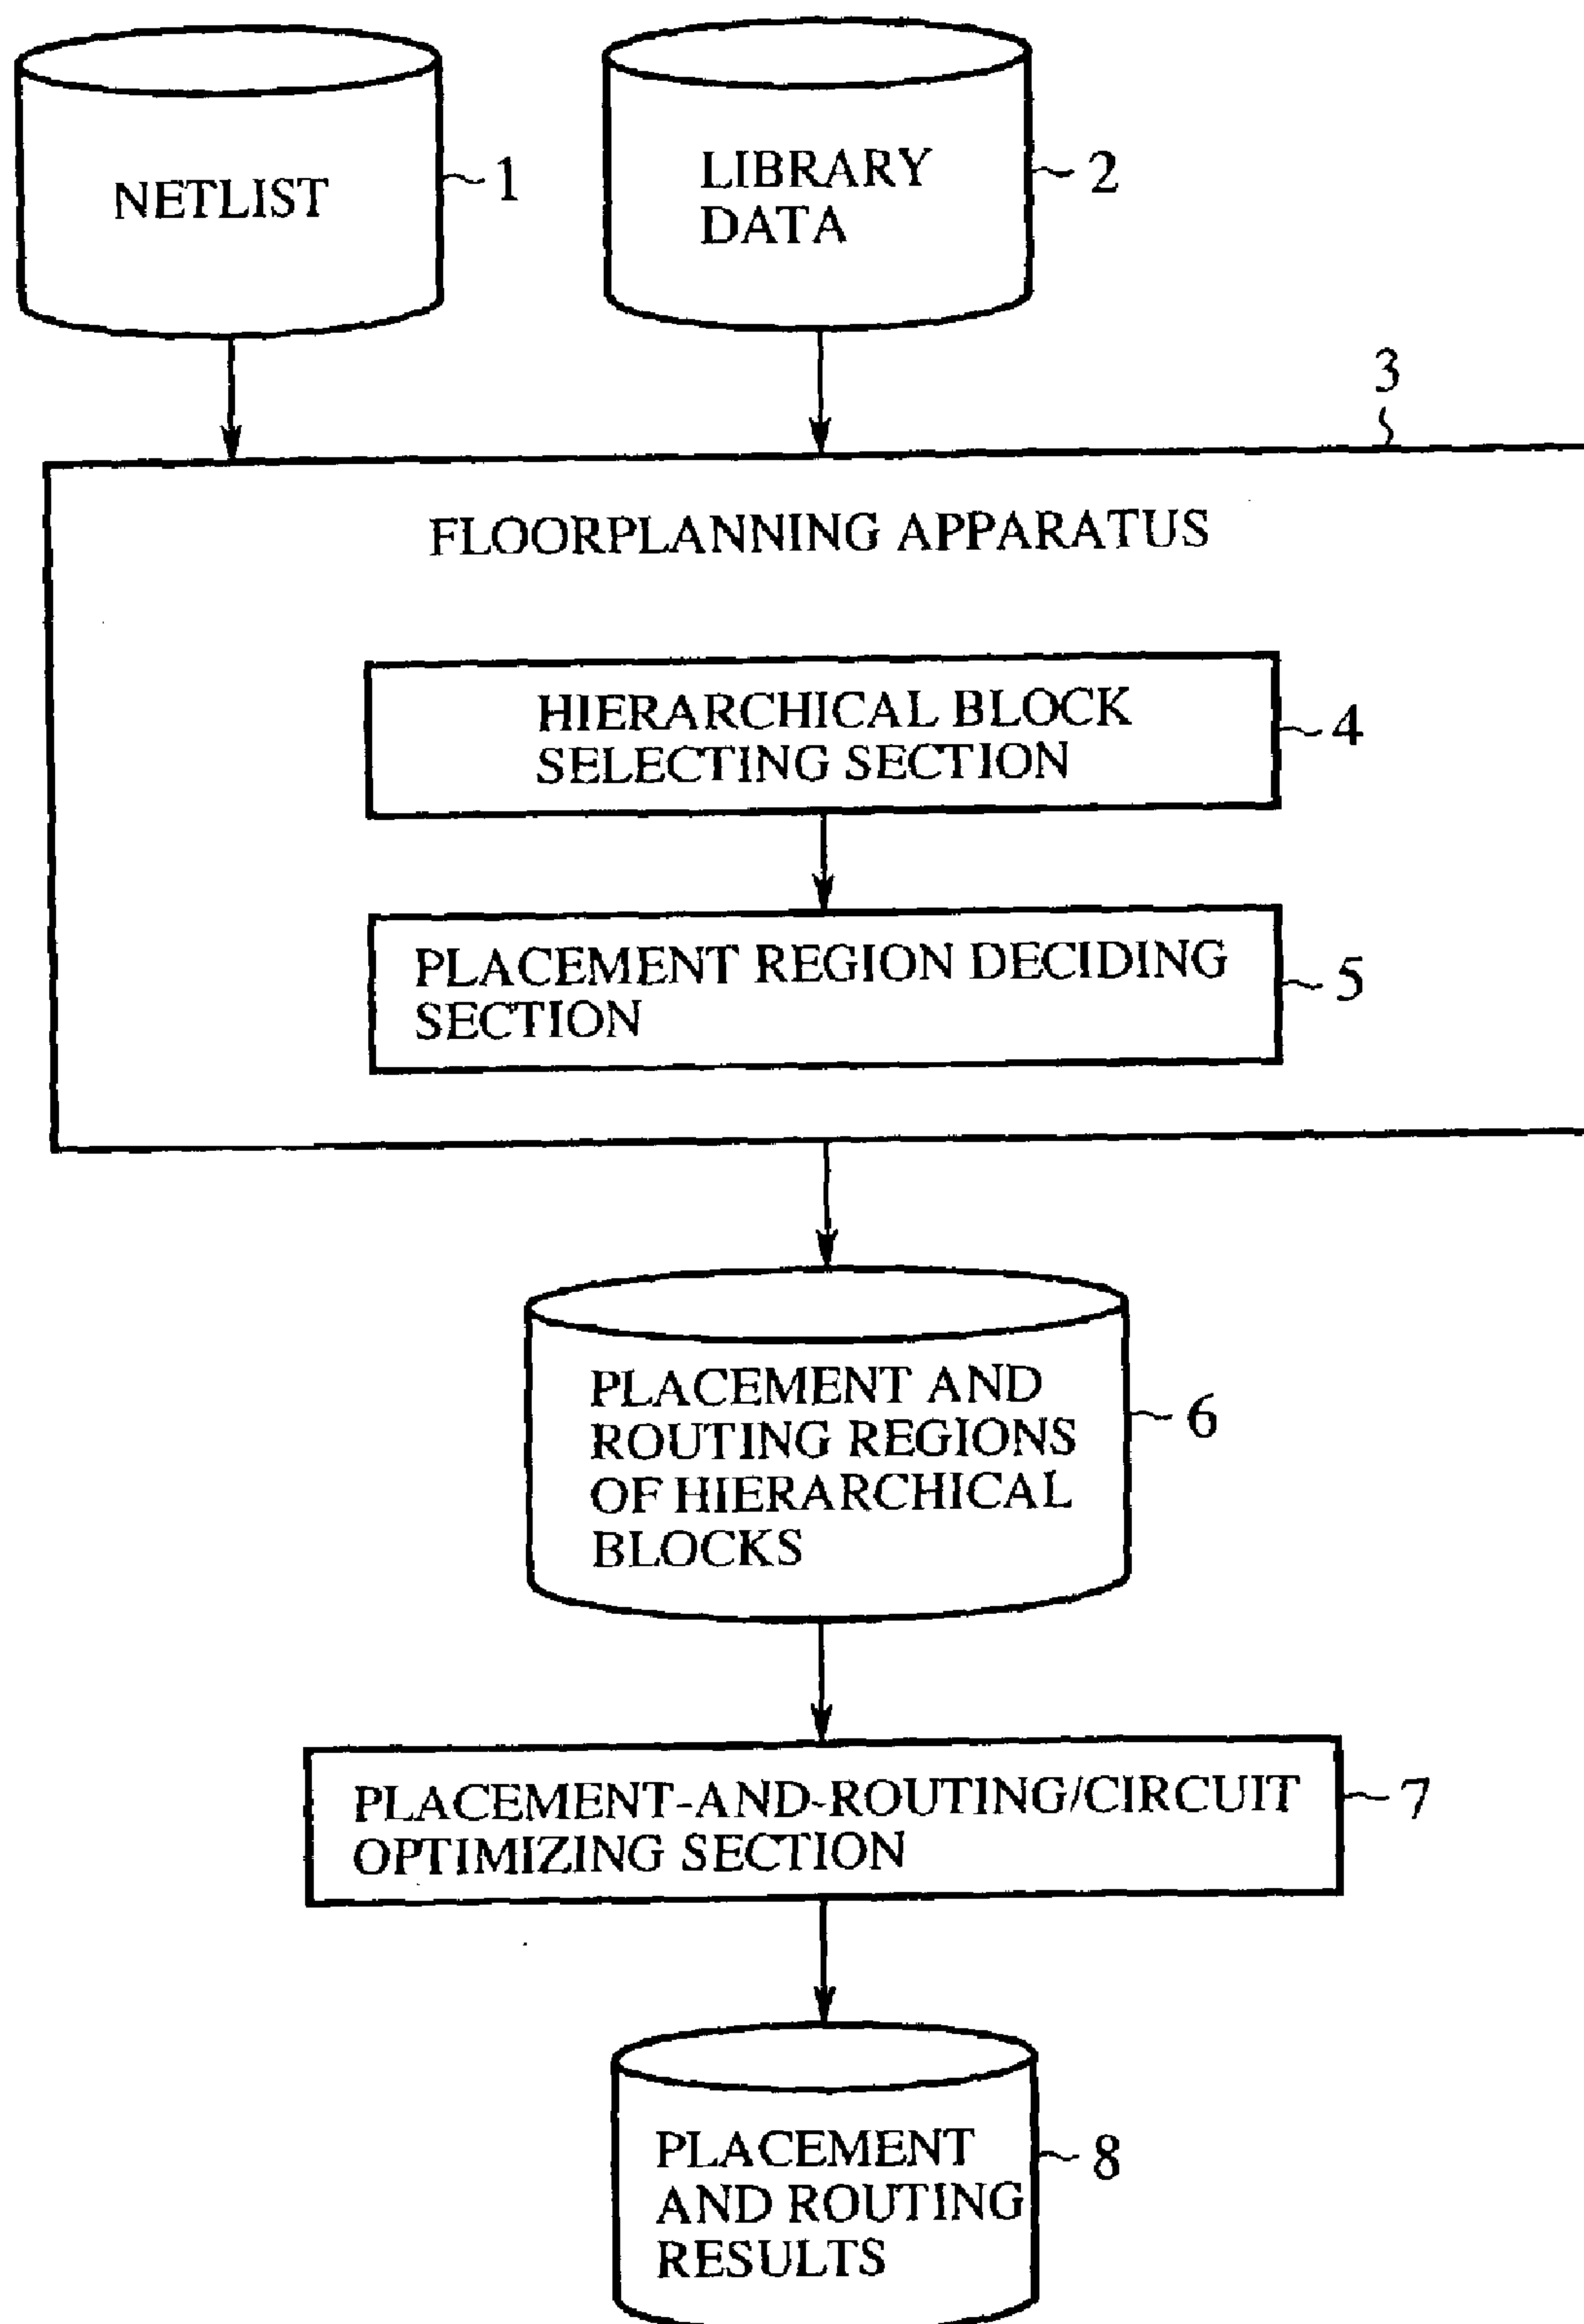 NETLIST
1
LIBRARY
DATA
2
3
FLOORPLANNING APPARATUS
HIERARCHICAL BLOCK
SELECTING SECTION
4
PLACEMENT REGION DECIDING
SECTION
5
PLACEMENT AND
ROUTING REGIONS
OF HIERARCHICAL
BLOCKS
6
PLACEMENT-AND-ROUTING/CIRCUIT
OPTIMIZING SECTION
7
PLACEMENT
AND ROUTING
RESULTS
8